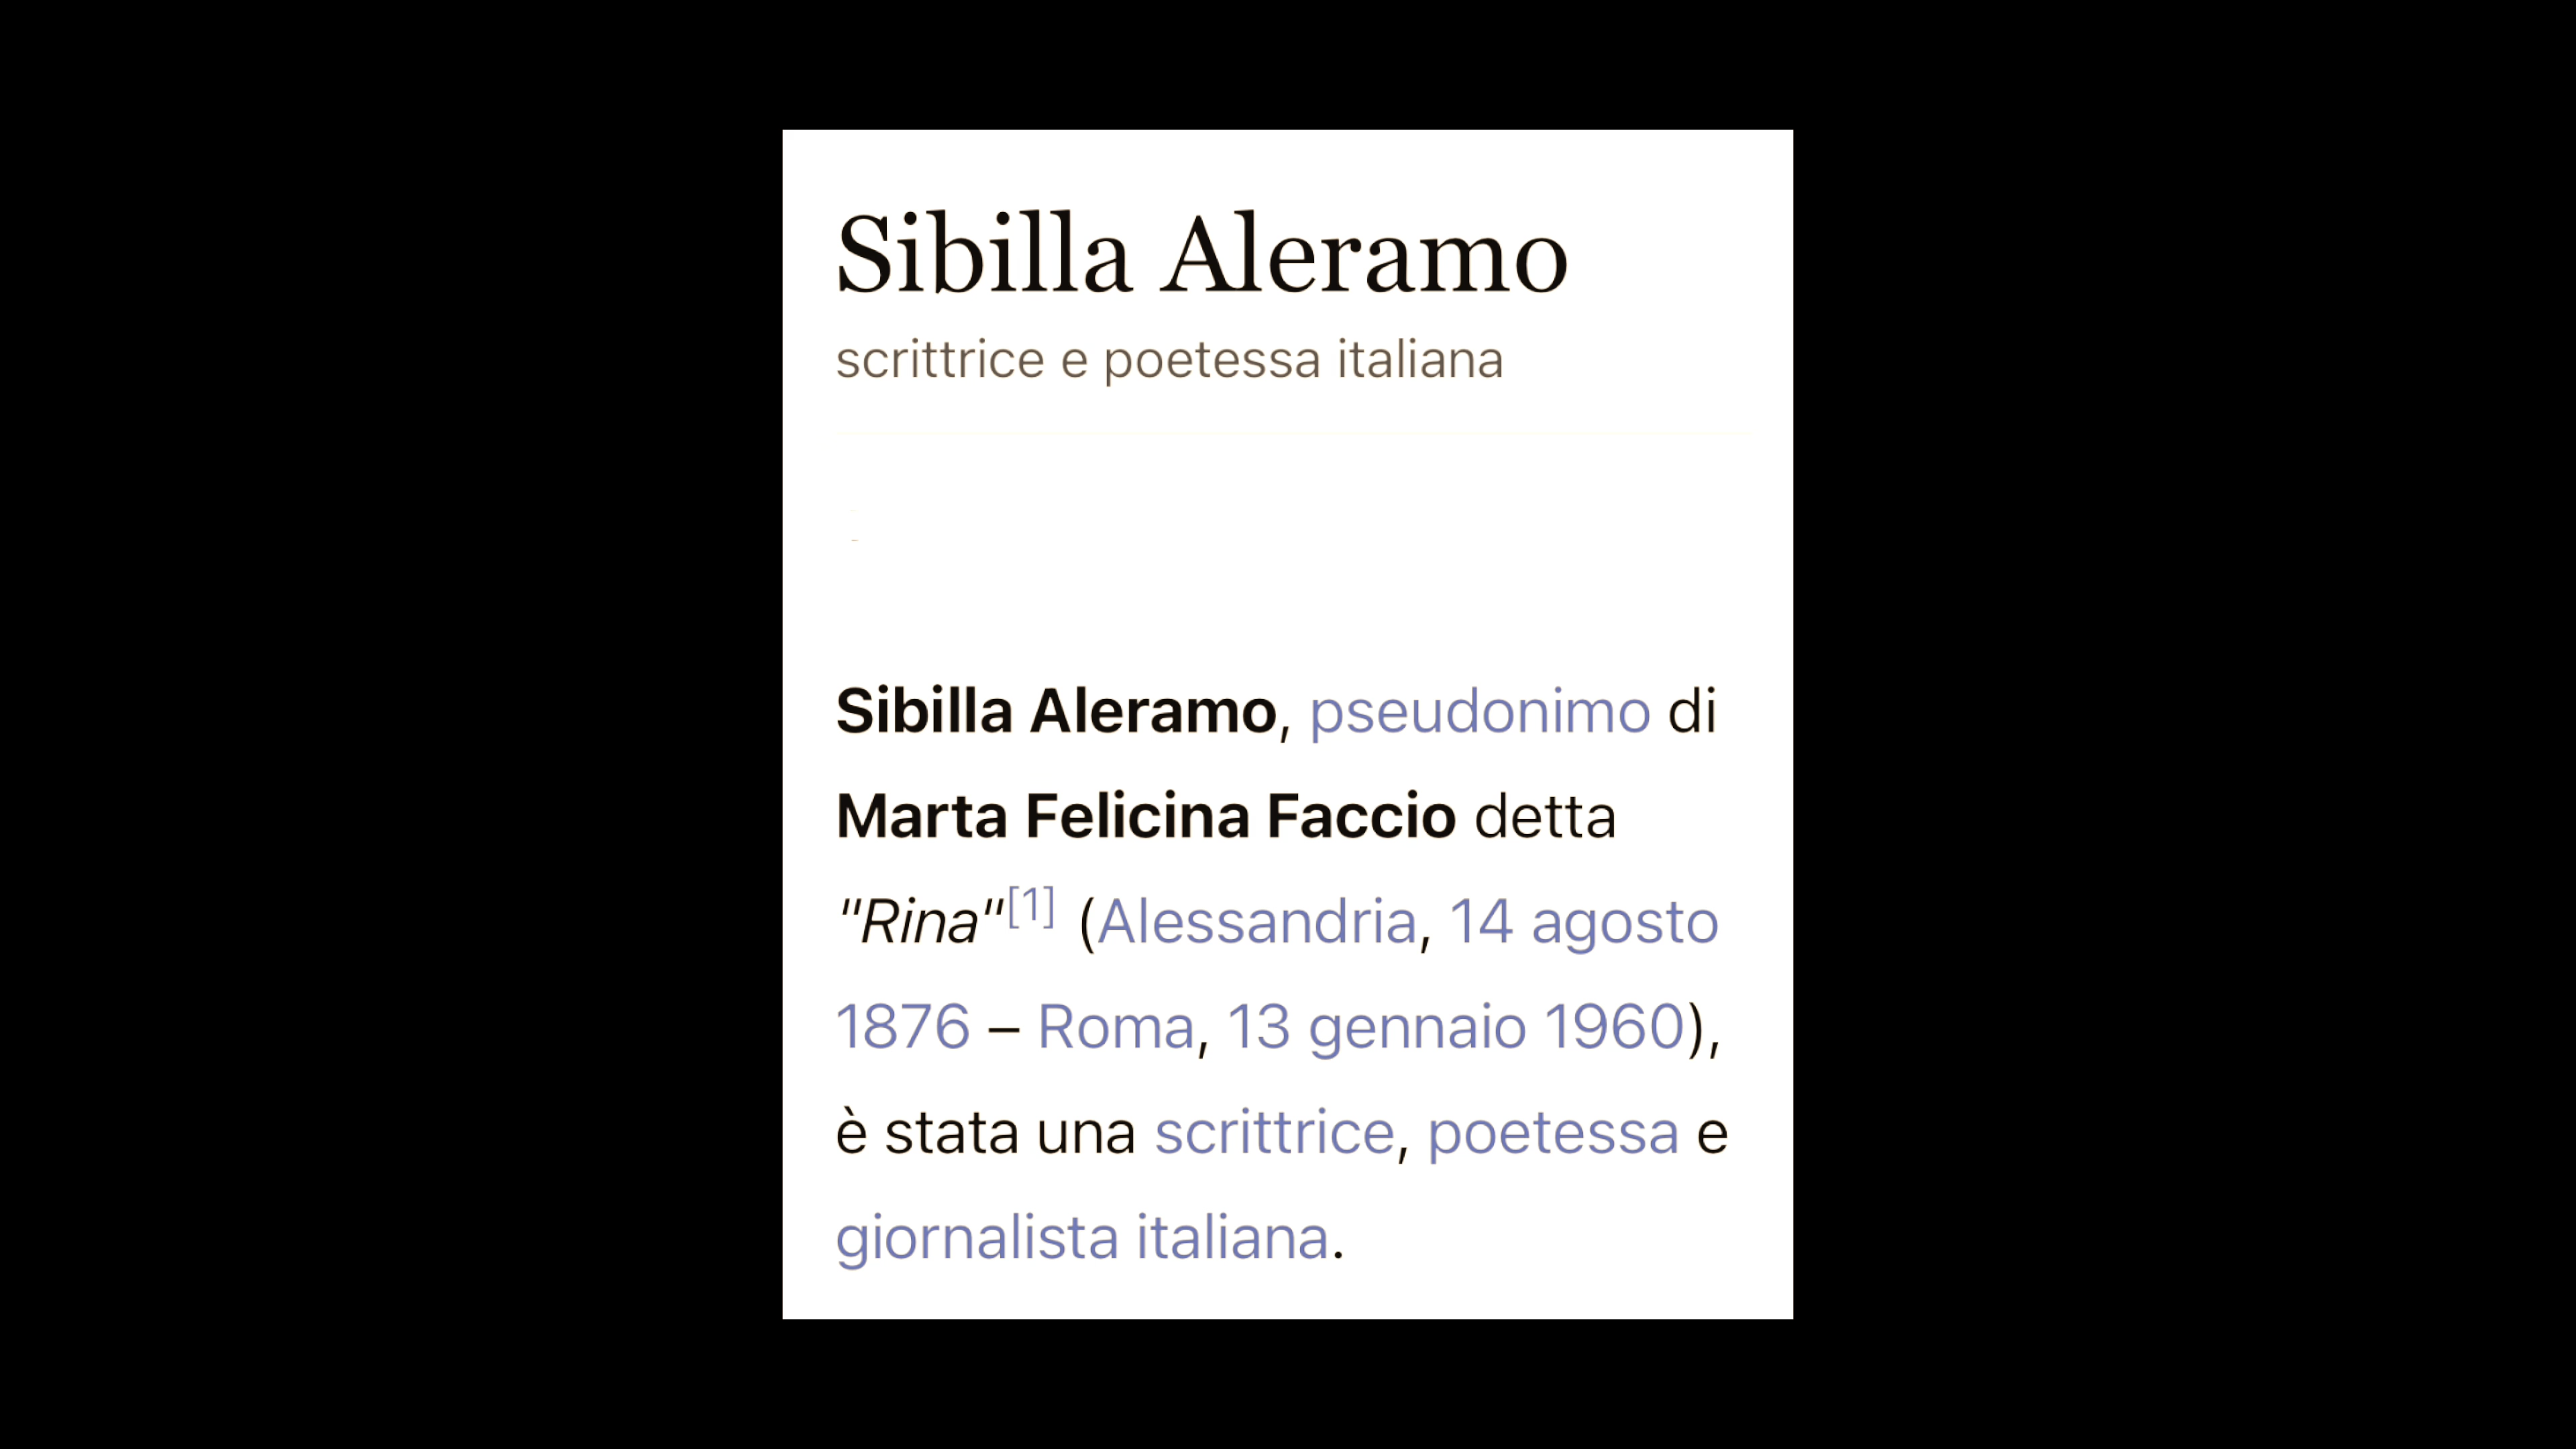 Sibilla Aleramo
scrittrice e poetessa italiana
Sibilla Aleramo, pseudonimo di
Marta Felicina Faccio detta
"Rina"[1] (Alessandria, 14 agosto
1876 – Roma, 13 gennaio 1960),
è stata una scrittrice, poetessa e
giornalista italiana.